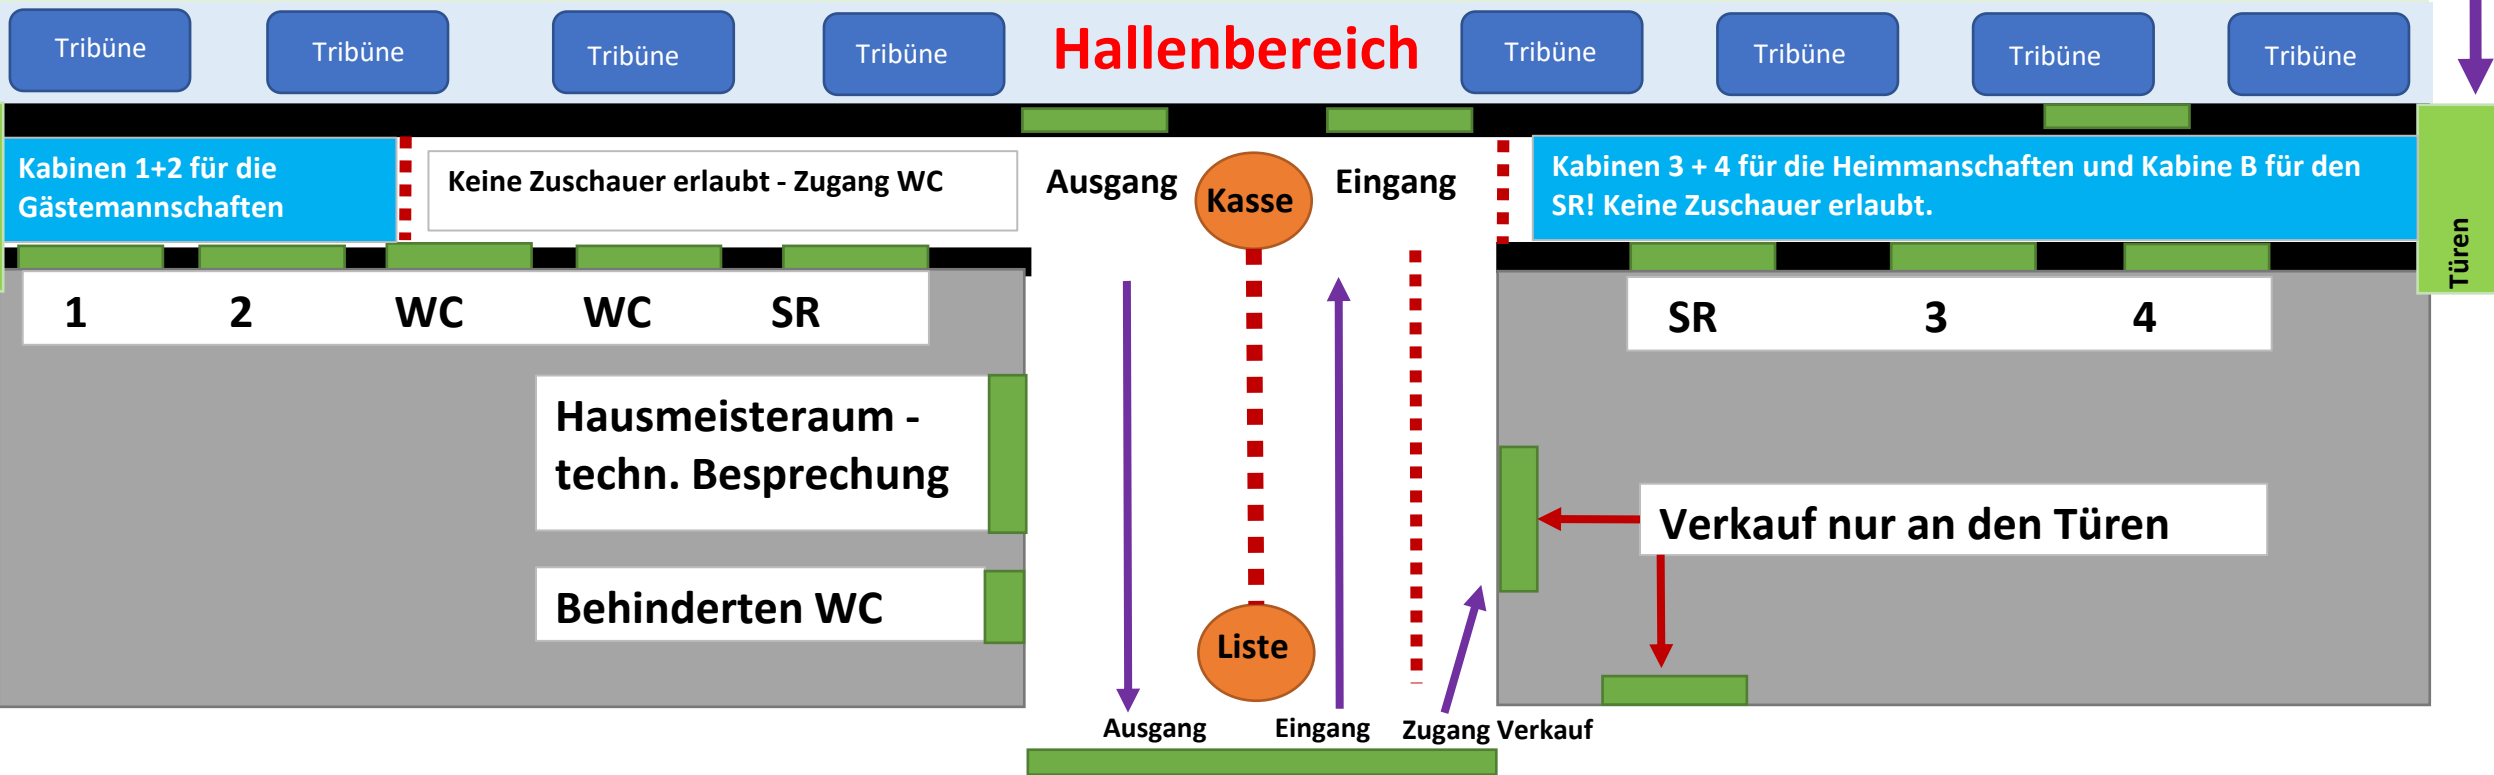 Tribüne Tribüne Tribüne Tribüne Hallenbereich Tribüne Tribüne Tribüne Tribüne
Kabinen 1+2 für die
Gästemannschaften
Keine Zuschauer erlaubt - Zugang WC
Ausgang
Kasse
Eingang
Kabinen 3 + 4 für die Heimmanschaften und Kabine B für den
SR! Keine Zuschauer erlaubt.
Türen
1 2 WC WC SR
SR 3 4
Hausmeisteraum -
techn. Besprechung
Verkauf nur an den Türen
Behinderten WC
Liste
Ausgang Eingang Zugang Verkauf